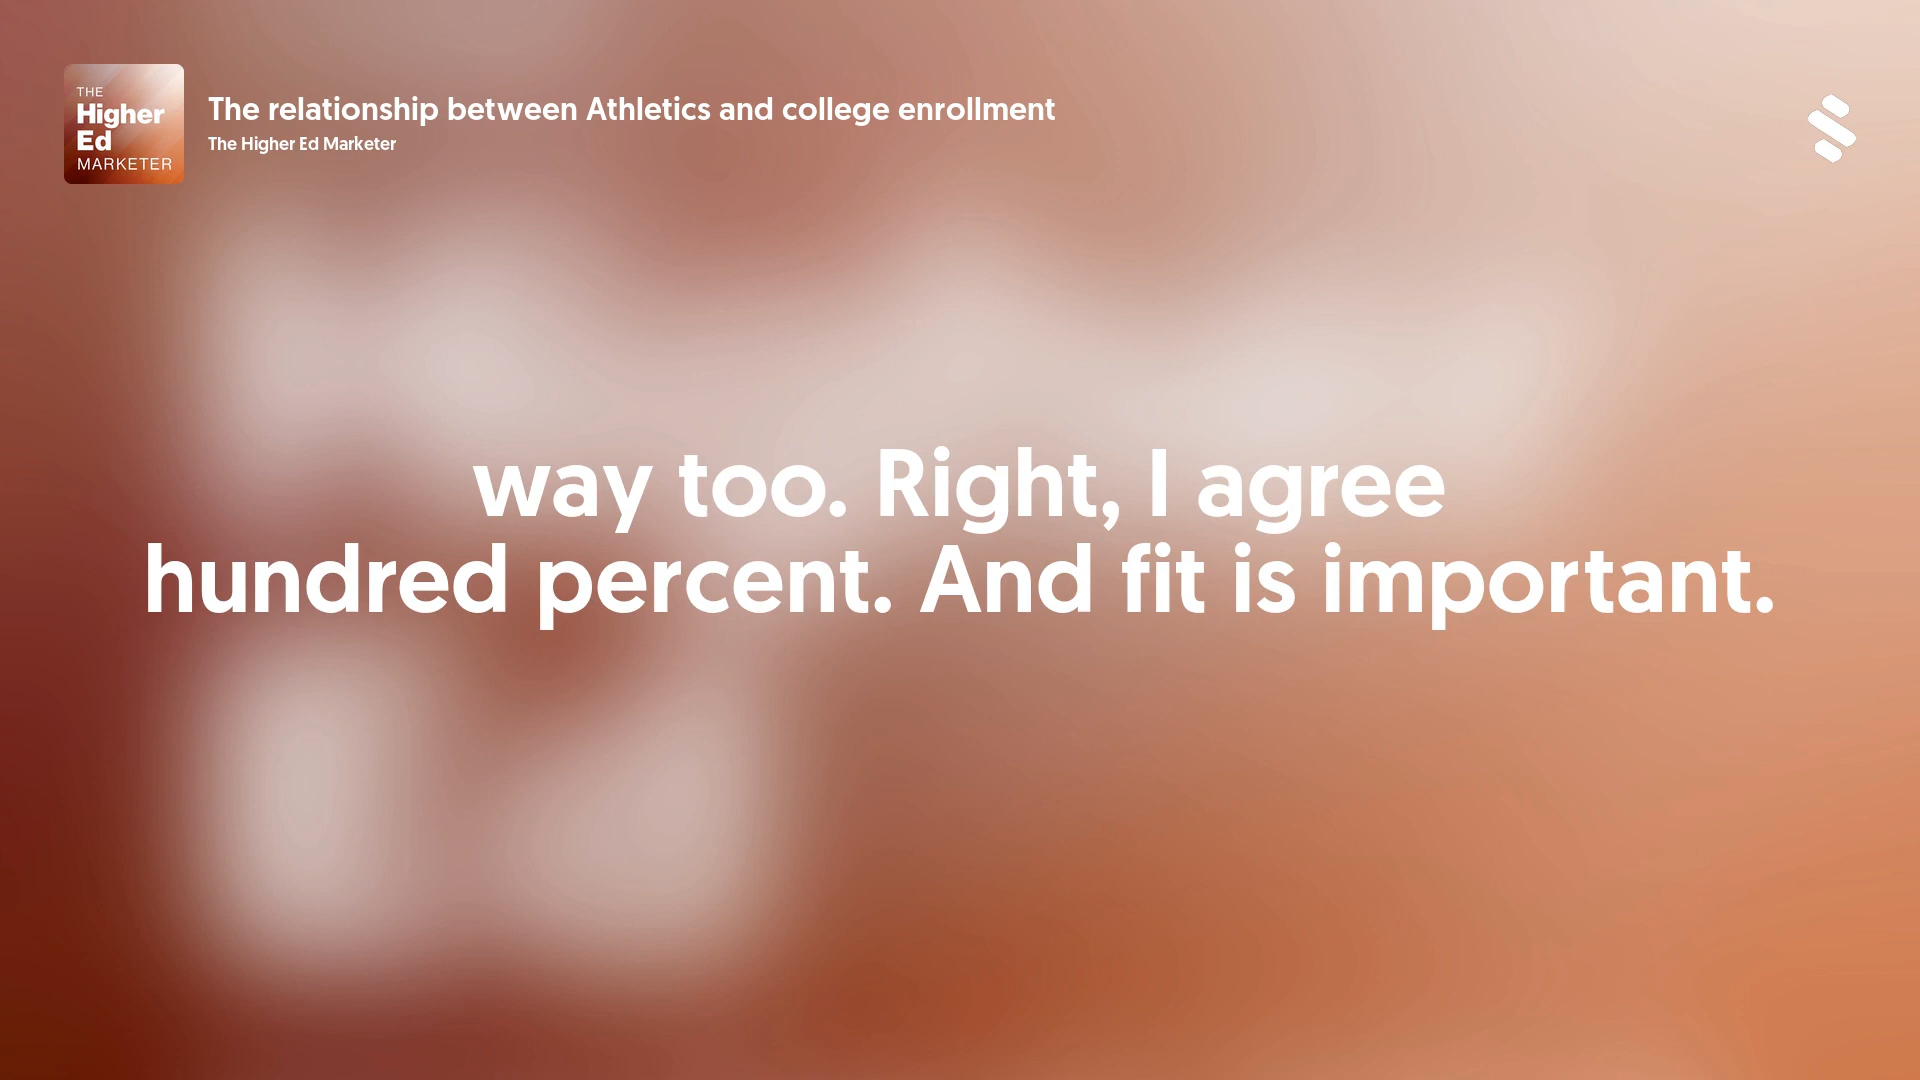 THE
Higher
Ed
MARKETER
The relationship between Athletics and college enrollment
The Higher Ed Marketer
way too. Right, I agree
hundred percent. And fit is important.